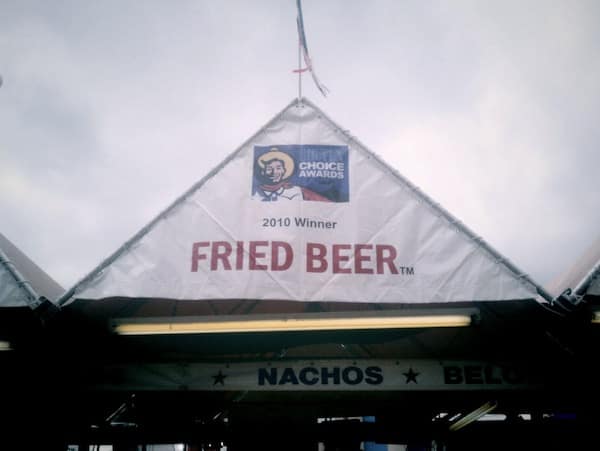 CHOICE
AWARDS
2010 Winner
FRIED BEER™
★ NACHOS ★